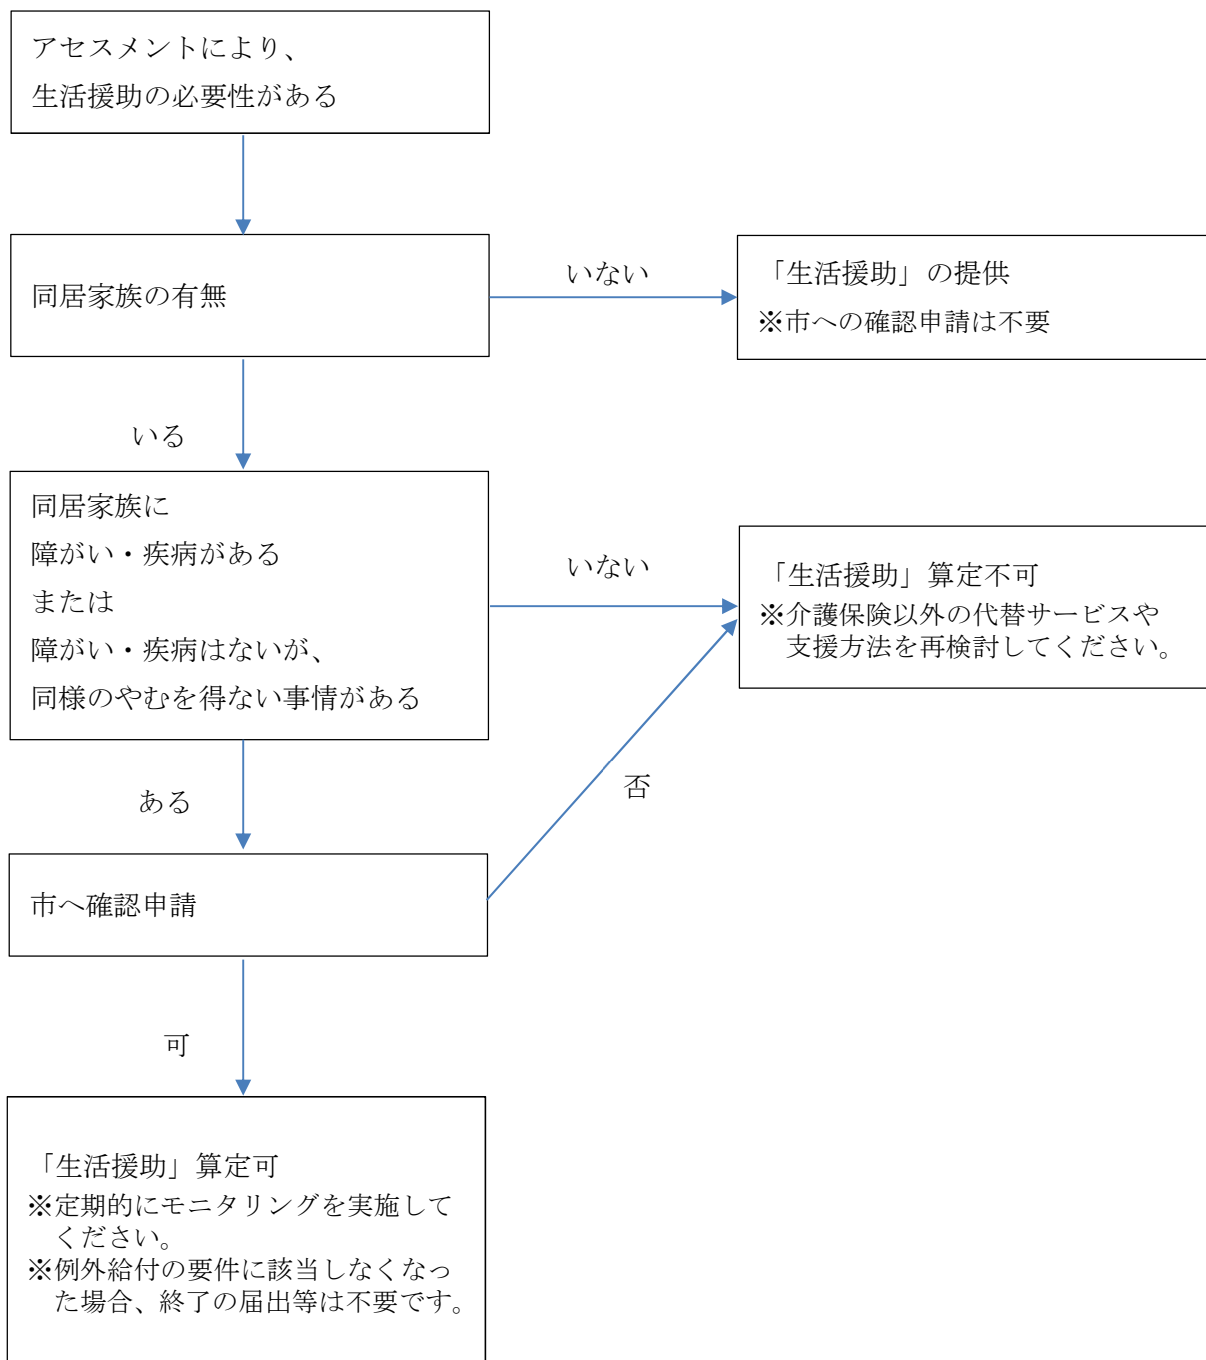 アセスメントにより、
生活援助の必要性がある
同居家族の有無
いない
「生活援助」の提供
※市への確認申請は不要
いる
同居家族に
障がい・疾病がある
または
障がい・疾病はないが、
同様のやむを得ない事情がある
いない
「生活援助」算定不可
※介護保険以外の代替サービスや
支援方法を再検討してください。
ある
否
市へ確認申請
可
「生活援助」算定可
※定期的にモニタリングを実施して
ください。
※例外給付の要件に該当しなくなっ
た場合、終了の届出等は不要です。